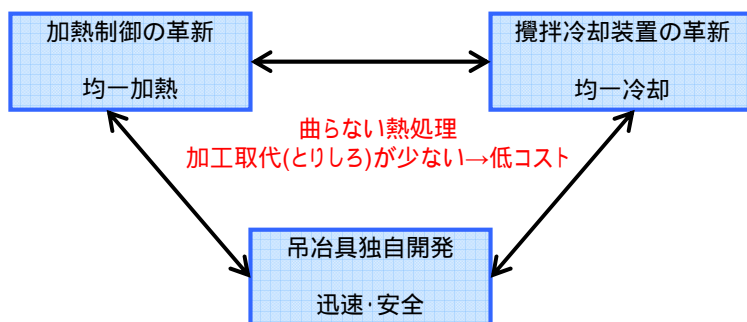 加熱制御の革新
均一加熱
攪拌冷却装置の革新
均一冷却
曲らない熱処理
加工取代(とりしろ)が少ない→低コスト
吊冶具独自開発
迅速･安全